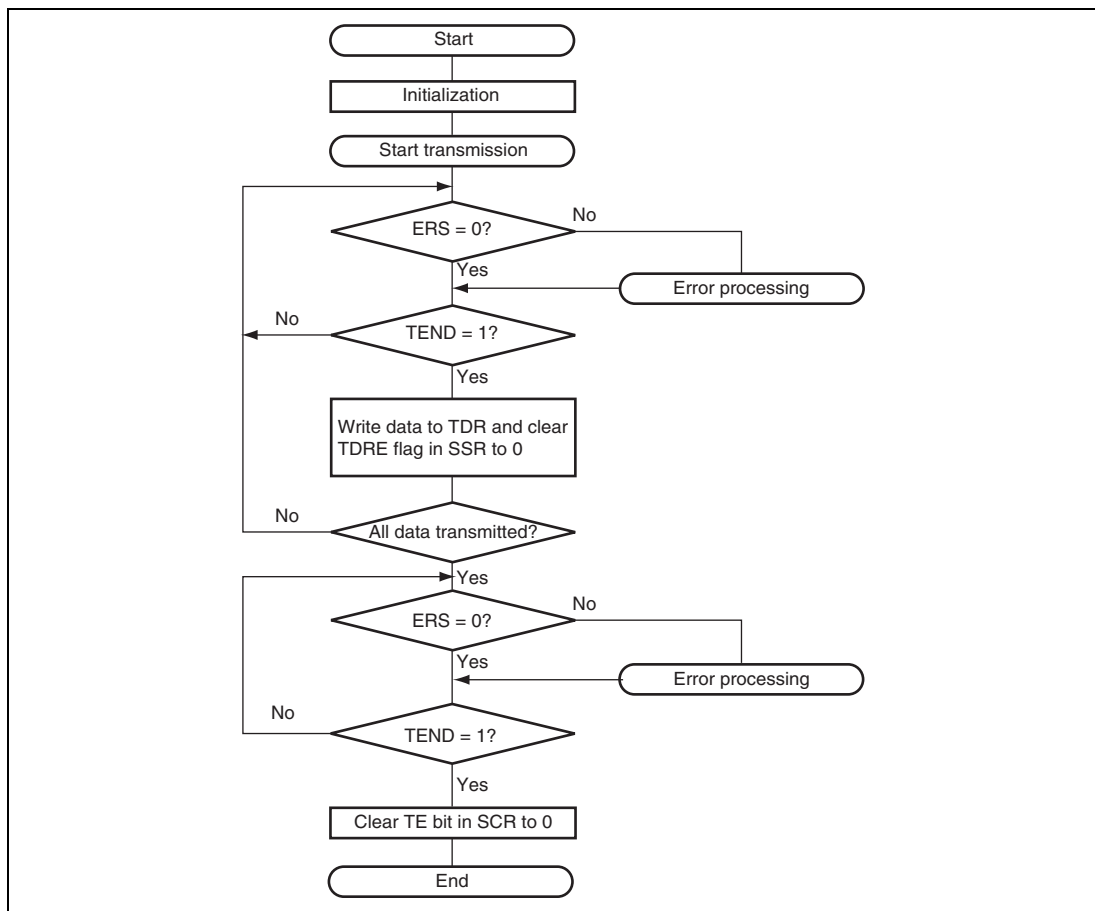 Start
Initialization
Start transmission
ERS = 0?
No
Yes
Error processing
No
TEND = 1?
Yes
Write data to TDR and clear
TDRE flag in SSR to 0
No
All data transmitted?
Yes
ERS = 0?
No
Yes
Error processing
No
TEND = 1?
Yes
Clear TE bit in SCR to 0
End